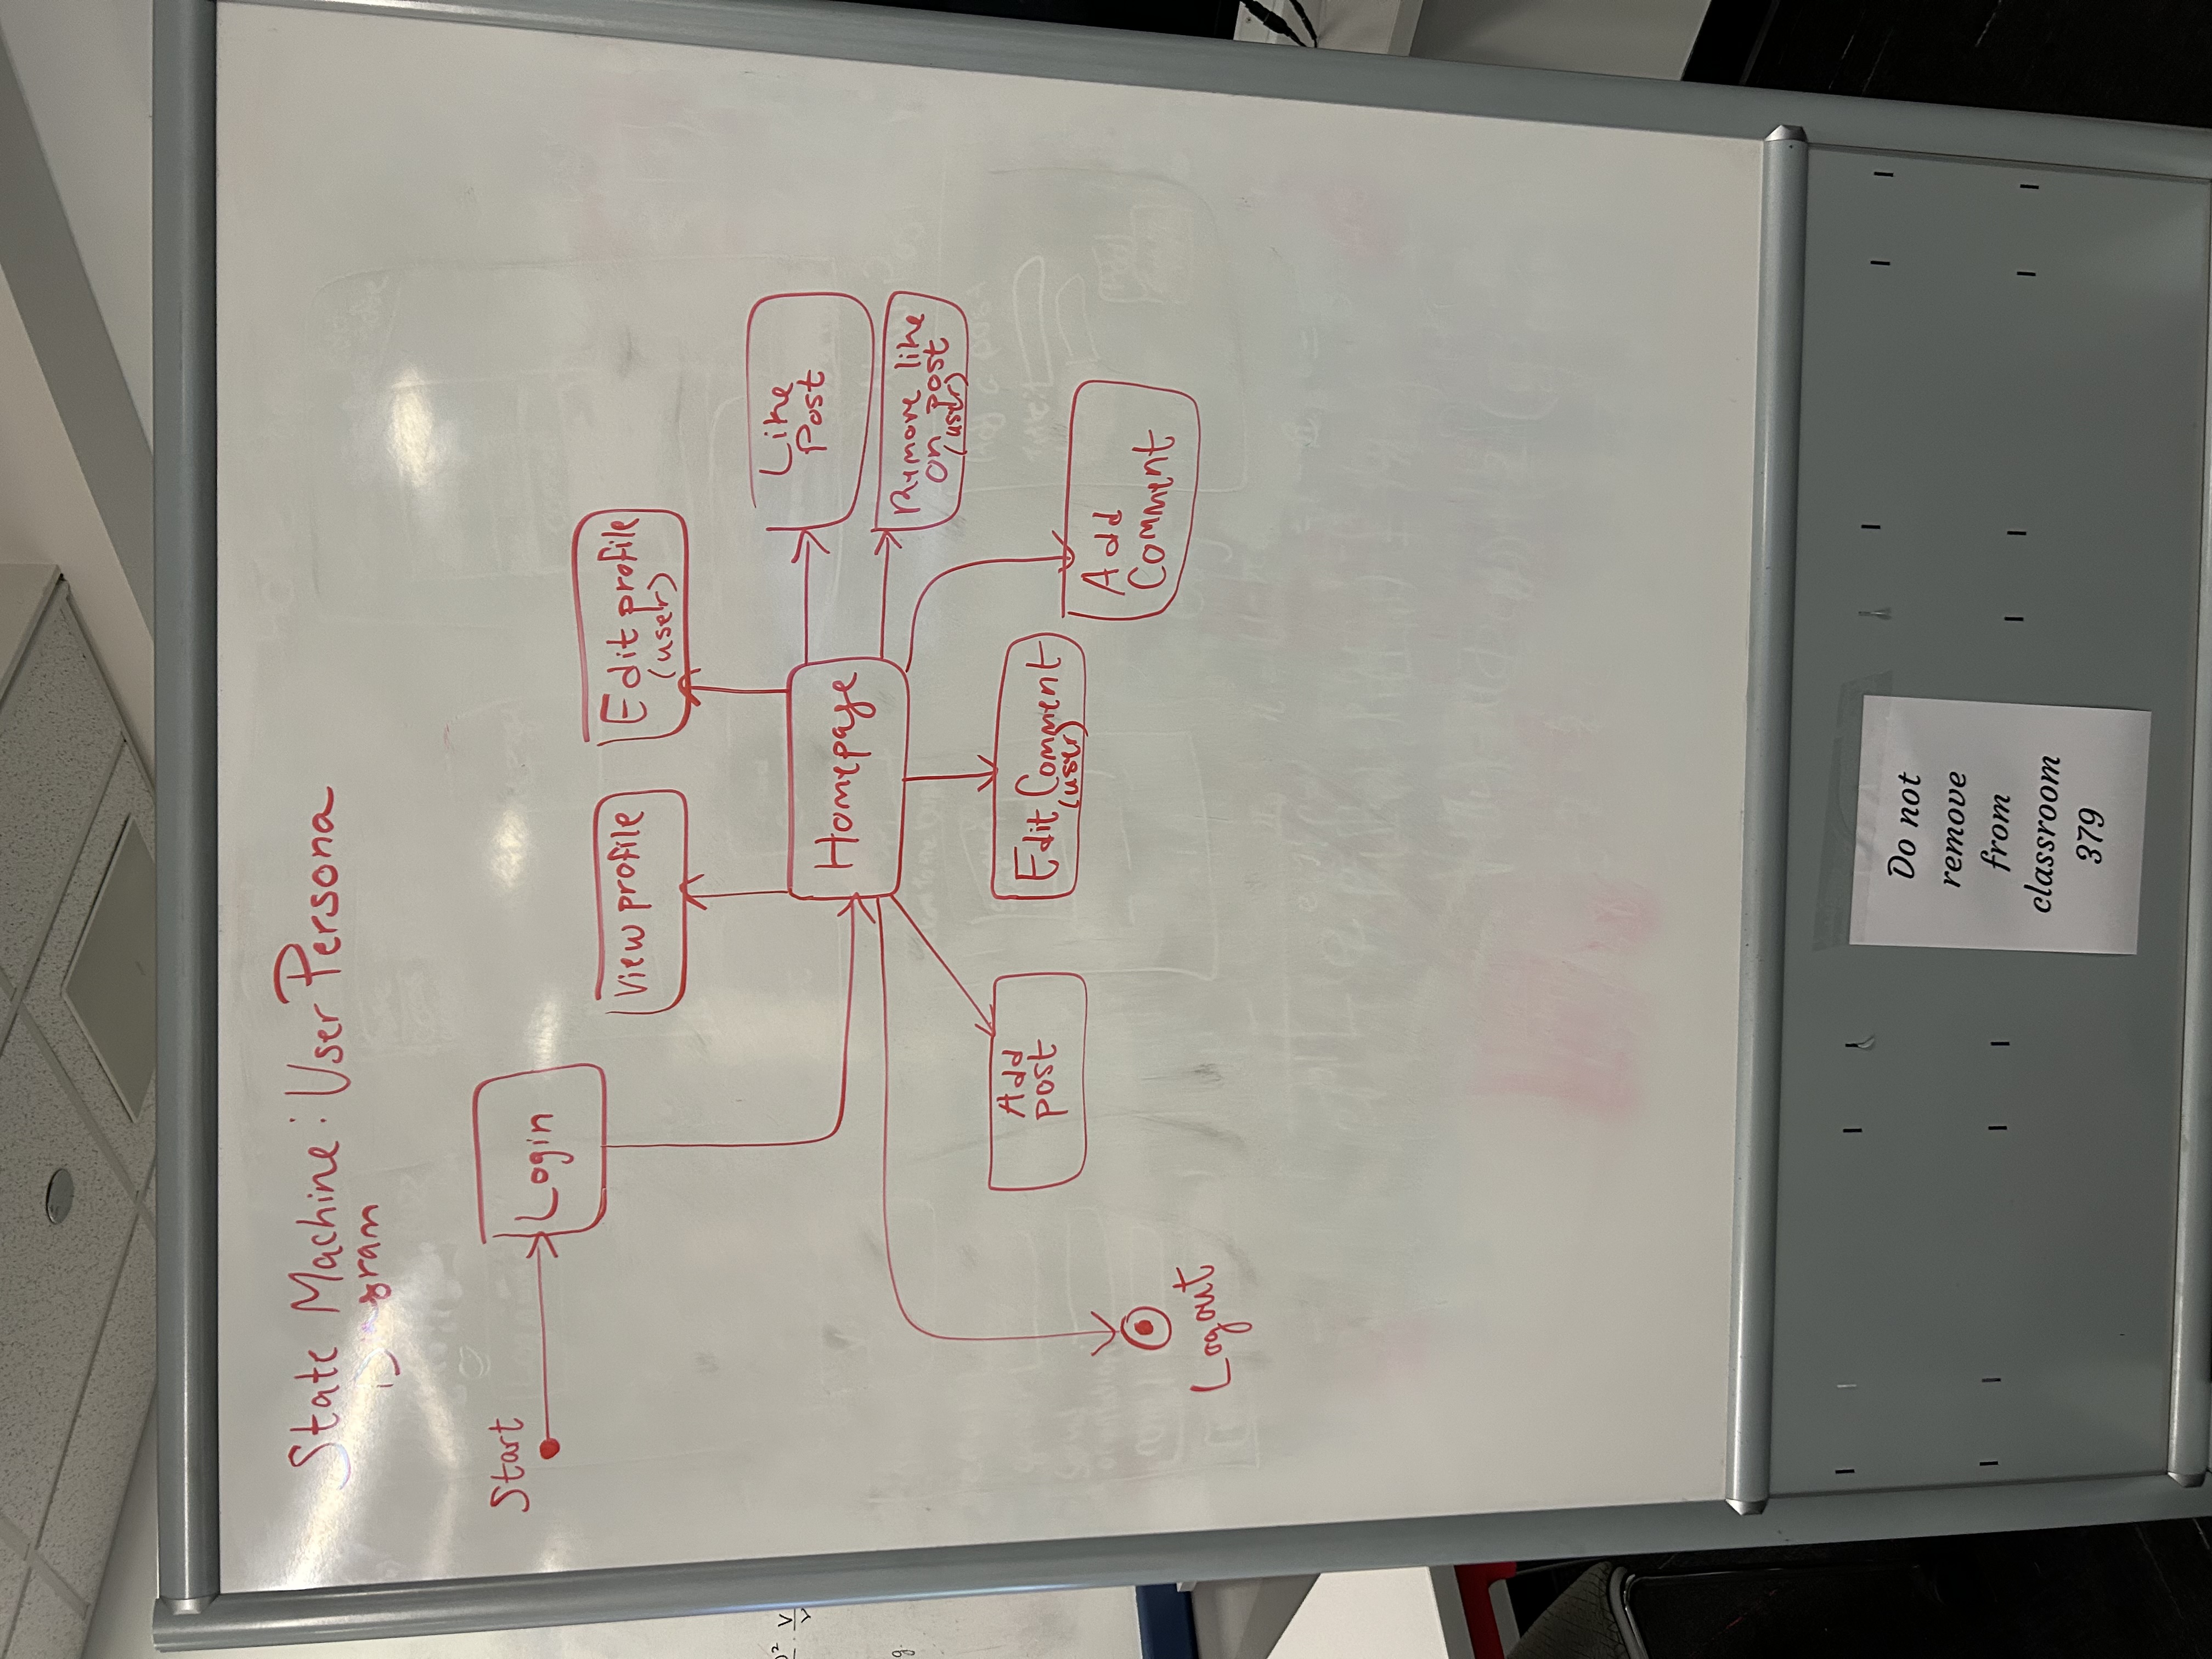 State Machine: User Persona
Start
Login
View profile
Edit profile
(user)
Homepage
Like
Post
Remove like
on post
(user)
Add
post
Edit Comment
(user)
Add
Comment
Logout
Do not
remove
from
classroom
379